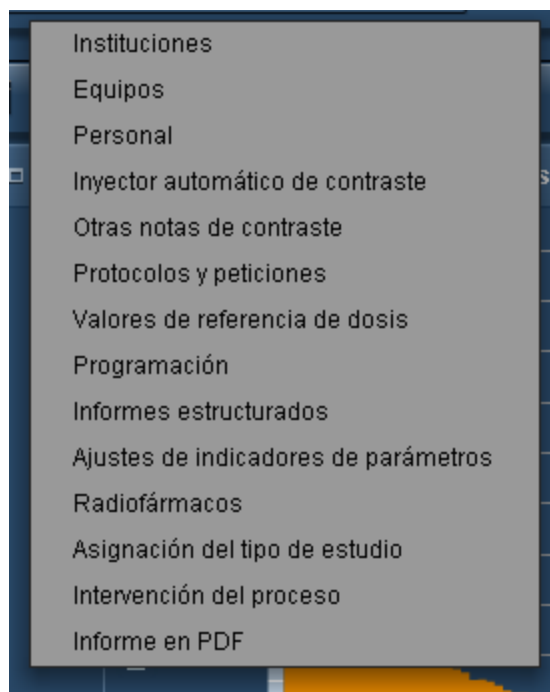 Instituciones
Equipos
Personal
Inyector automático de contraste
Otras notas de contraste
Protocolos y peticiones
Valores de referencia de dosis
Programación
Informes estructurados
Ajustes de indicadores de parámetros
Radiofármacos
Asignación del tipo de estudio
Intervención del proceso
Informe en PDF